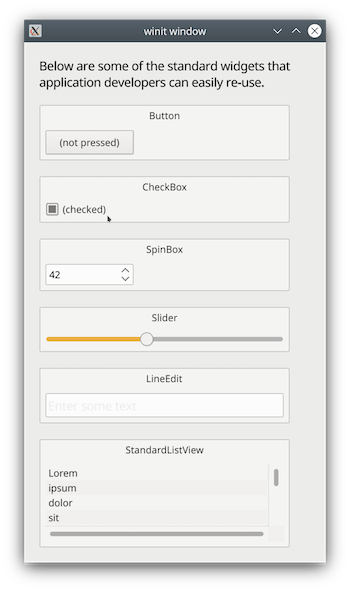 winit window
Below are some of the standard widgets that
application developers can easily re-use.
Button
(not pressed)
CheckBox
(checked)
SpinBox
42
Slider
LineEdit
Enter some text
StandardListView
Lorem
ipsum
dolor
sit